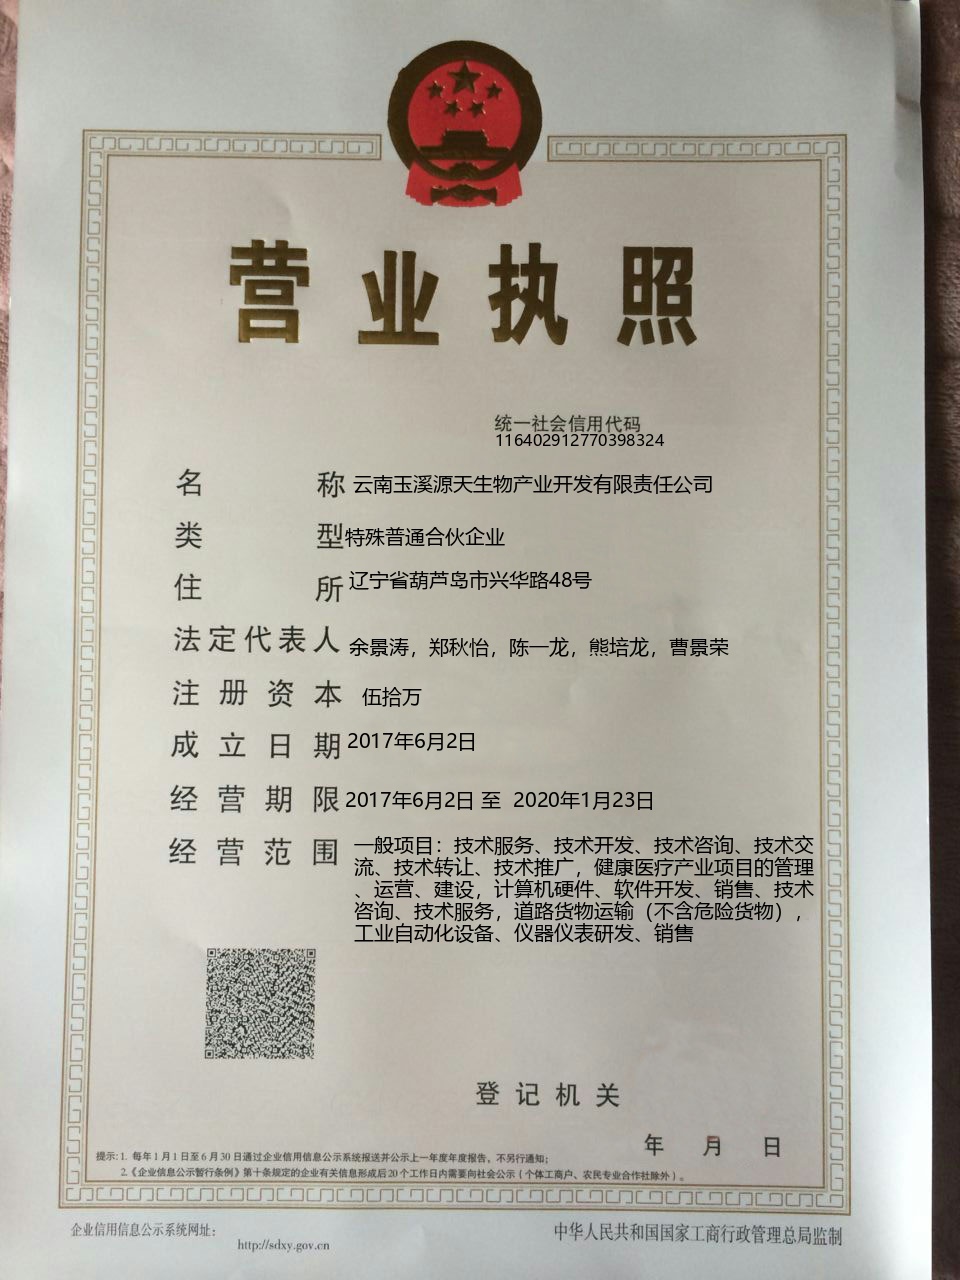 营业执照
统一社会信用代码
116402912770398324
名称 云南玉溪源天生物产业开发有限责任公司
类型 特殊普通合伙企业
住所 辽宁省葫芦岛市兴华路48号
法定代表人 余景涛，郑秋怡，陈一龙，熊培龙，曹景荣
注册资本 伍拾万
成立日期 2017年6月2日
经营期限 2017年6月2日 至 2020年1月23日
经营范围 一般项目：技术服务、技术开发、技术咨询、技术交
流、技术转让、技术推广，健康医疗产业项目的管理
、运营、建设，计算机硬件、软件开发、销售、技术
咨询、技术服务，道路货物运输（不含危险货物），
工业自动化设备、仪器仪表研发、销售
登记机关
年 月 日
提示：1. 每年1月1日至6月30日通过企业信用信息公示系统报送并公示上一年度年度报告，不另行通知；
2.《企业信息公示暂行条例》第十条规定的企业有关信息形成后20个工作日内需要向社会公示（个体工商户、农民专业合作社除外）。
企业信用信息公示系统网址：
http://sdxy.gov.cn
中华人民共和国国家工商行政管理总局监制